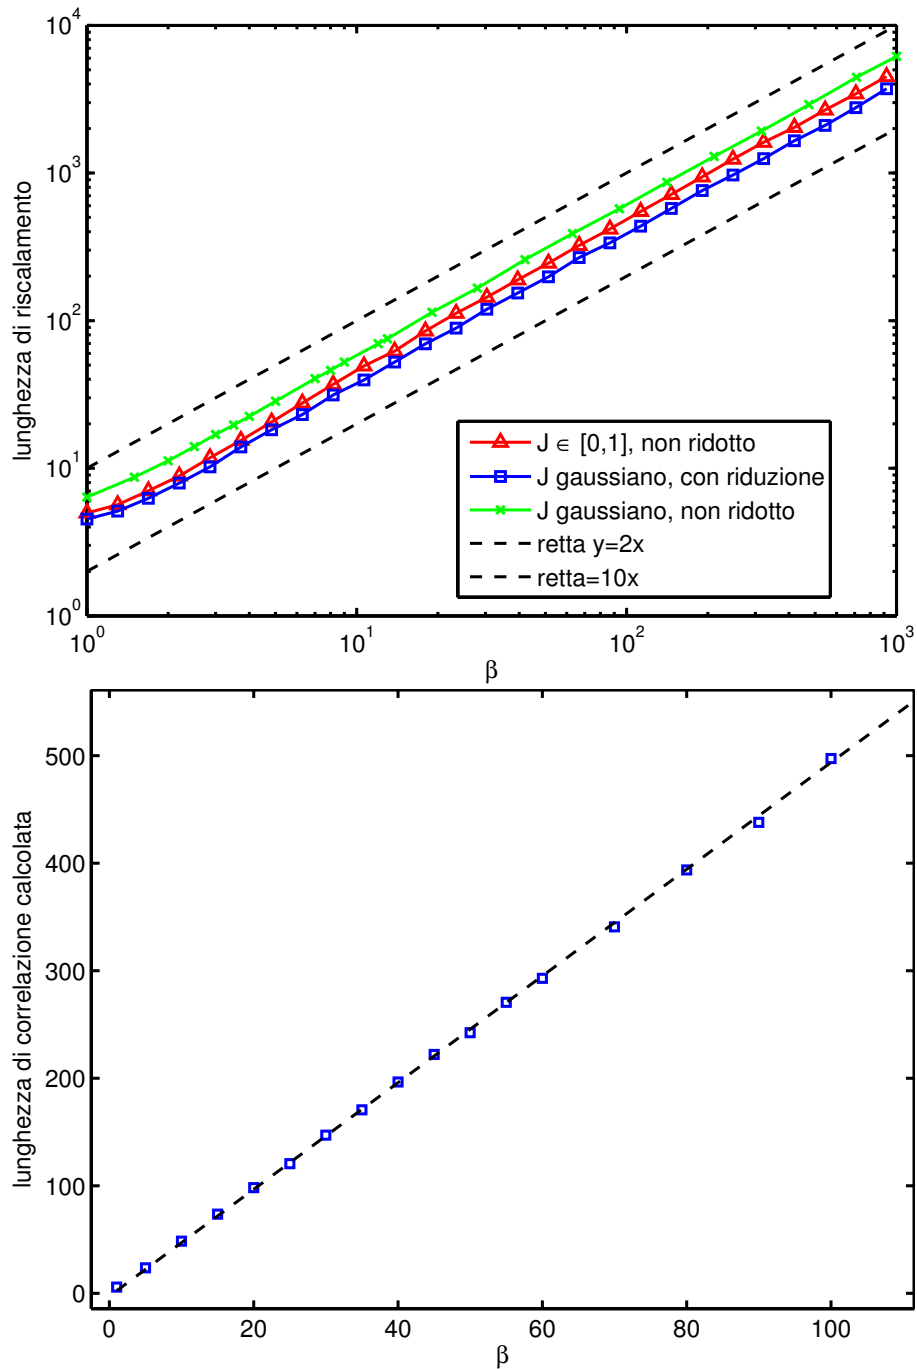 10^4
10^3
10^2
10^1
10^0
lunghezza di riscalamento
J ∈ [0,1], non ridotto
J gaussiano, con riduzione
J gaussiano, non ridotto
retta y=2x
retta=10x
10^0 10^1 10^2 10^3
β
500
400
300
200
100
0
lunghezza di correlazione calcolata
0 20 40 60 80 100
β